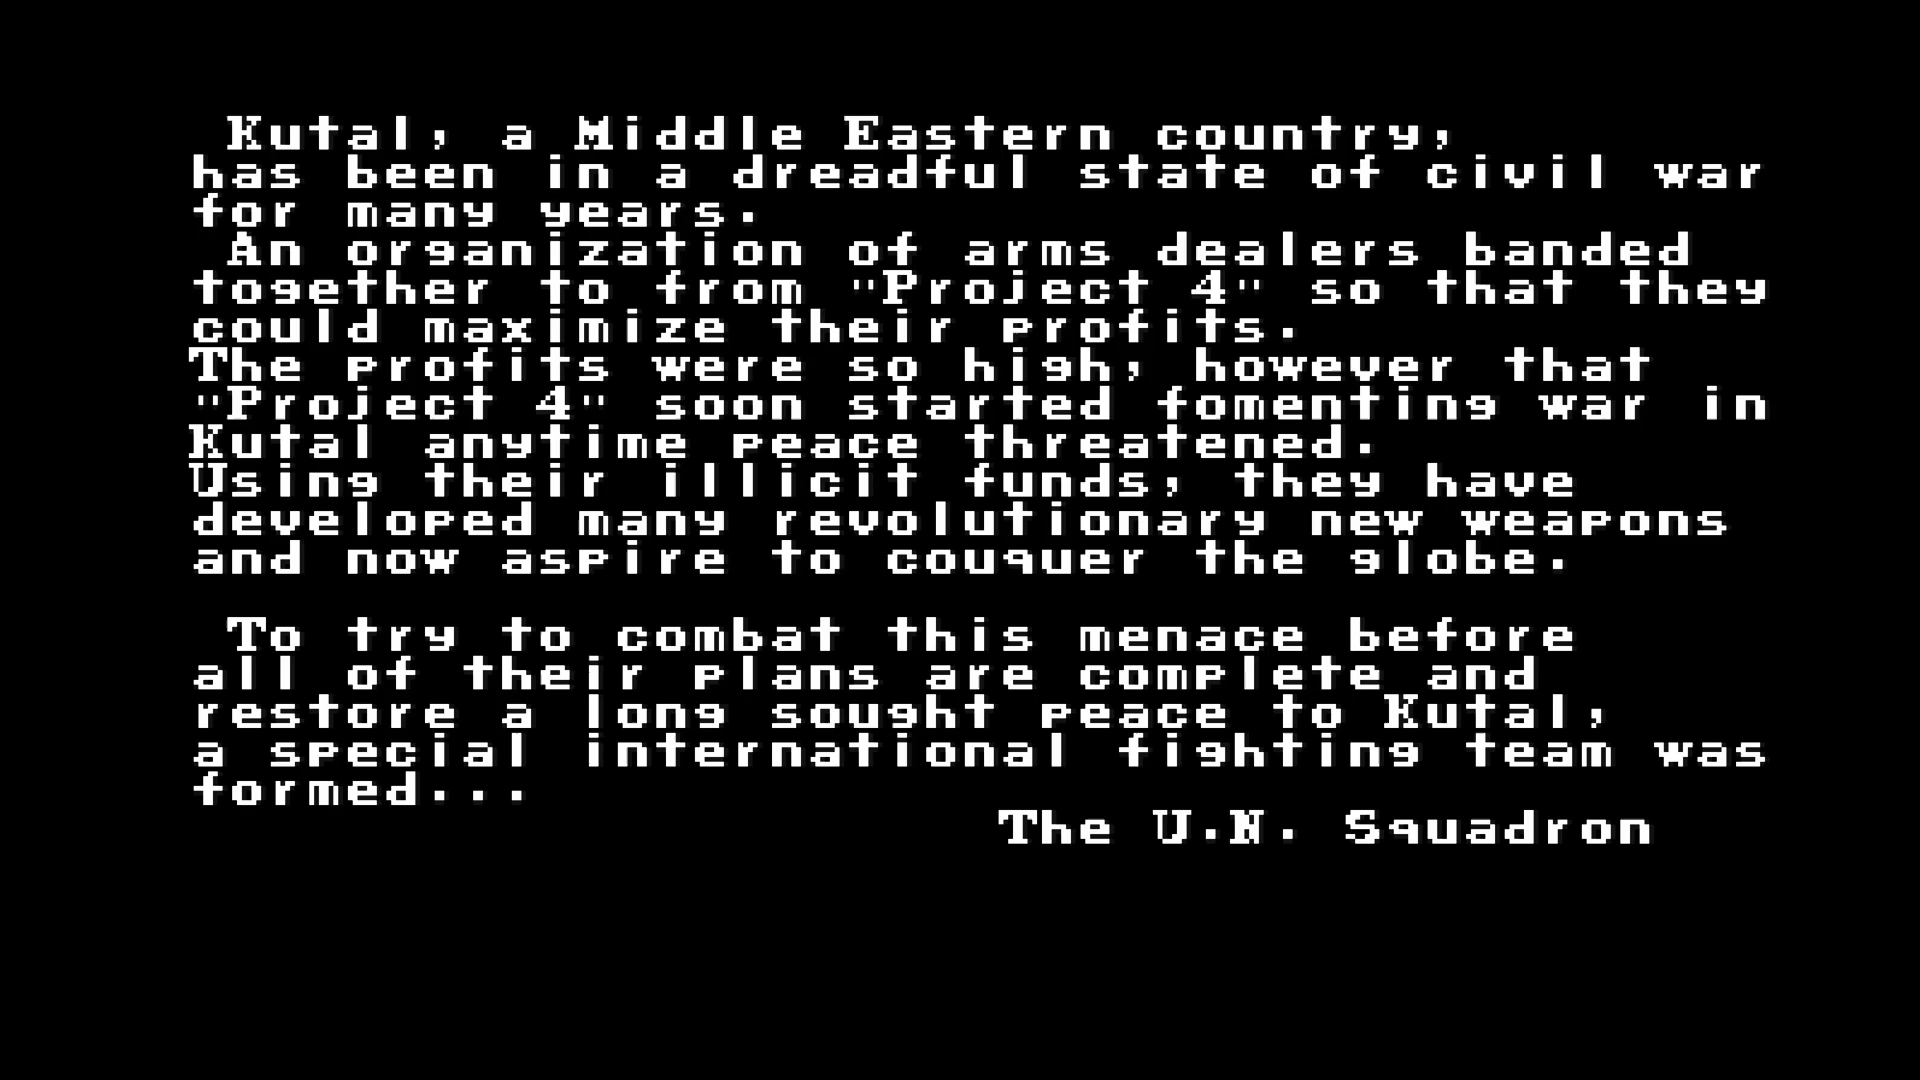 Kutal, a Middle Eastern country,
has been in a dreadful state of civil war
for many years.
An organization of arms dealers banded
together to from "Project 4" so that they
could maximize their profits.
The profits were so high, however that
"Project 4" soon started fomenting war in
Kutal anytime peace threatened.
Using their illicit funds, they have
developed many revolutionary new weapons
and now aspire to couquer the globe.
To try to combat this menace before
all of their plans are complete and
restore a long sought peace to Kutal,
a special international fighting team was
formed...
The U.N. Squadron